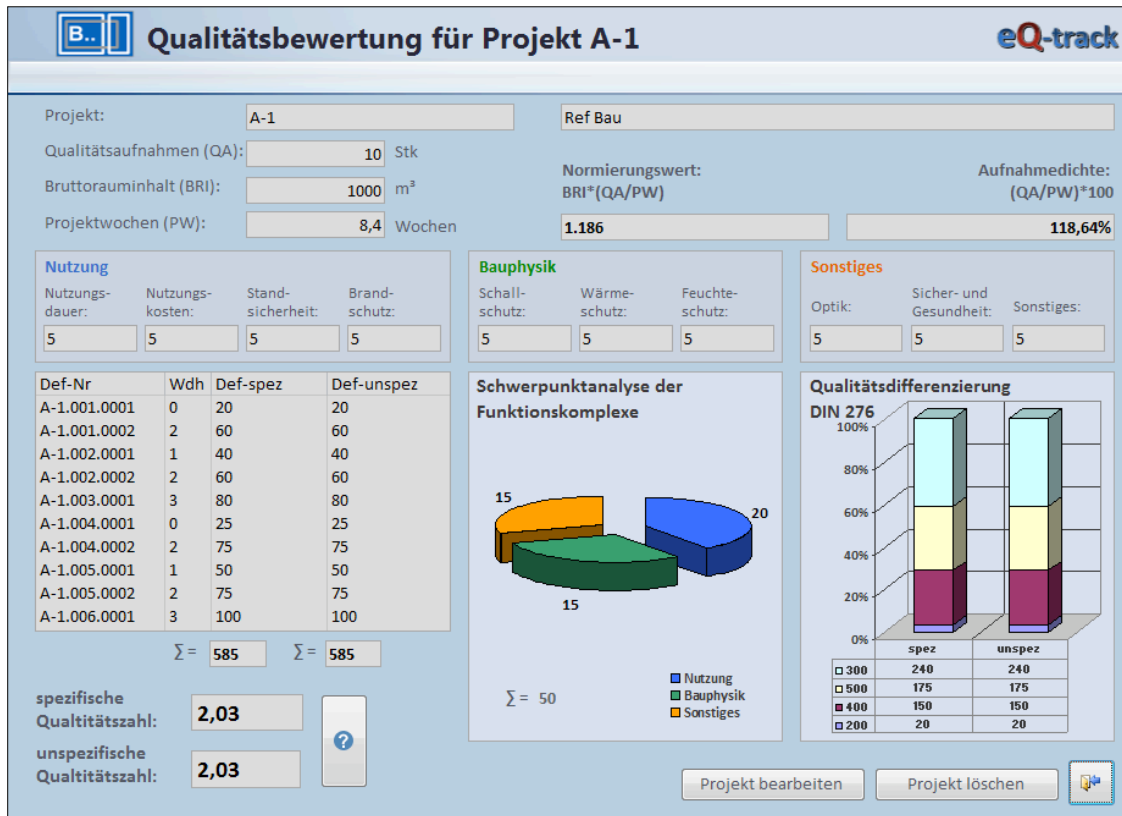 B..
Qualitätsbewertung für Projekt A-1
eQ-track
Projekt:
A-1
Ref Bau
Qualitätsaufnahmen (QA):
10 Stk
Bruttorauminhalt (BRI):
1000 m³
Projektwochen (PW):
8,4 Wochen
Normierungswert:
BRI*(QA/PW)
1.186
Aufnahmedichte:
(QA/PW)*100
118,64%
Nutzung
Nutzungs-
dauer:
5
Nutzungs-
kosten:
5
Stand-
sicherheit:
5
Brand-
schutz:
5
Bauphysik
Schall-
schutz:
5
Wärme-
schutz:
5
Feuchte-
schutz:
5
Sonstiges
Optik:
5
Sicher- und
Gesundheit:
5
Sonstiges:
5
Def-Nr Wdh Def-spez Def-unspez
A-1.001.0001 0 20 20
A-1.001.0002 2 60 60
A-1.002.0001 1 40 40
A-1.002.0002 2 60 60
A-1.003.0001 3 80 80
A-1.004.0001 0 25 25
A-1.004.0002 2 75 75
A-1.005.0001 1 50 50
A-1.005.0002 2 75 75
A-1.006.0001 3 100 100
∑ = 585 ∑ = 585
spezifische
Qualtitätszahl:
2,03
unspezifische
Qualtitätszahl:
2,03
?
Schwerpunktanalyse der
Funktionskomplexe
15
20
15
∑ = 50
Nutzung
Bauphysik
Sonstiges
Qualitätsdifferenzierung
DIN 276
100%
80%
60%
40%
20%
0%
spez unspez
300 240 240
500 175 175
400 150 150
200 20 20
Projekt bearbeiten
Projekt löschen